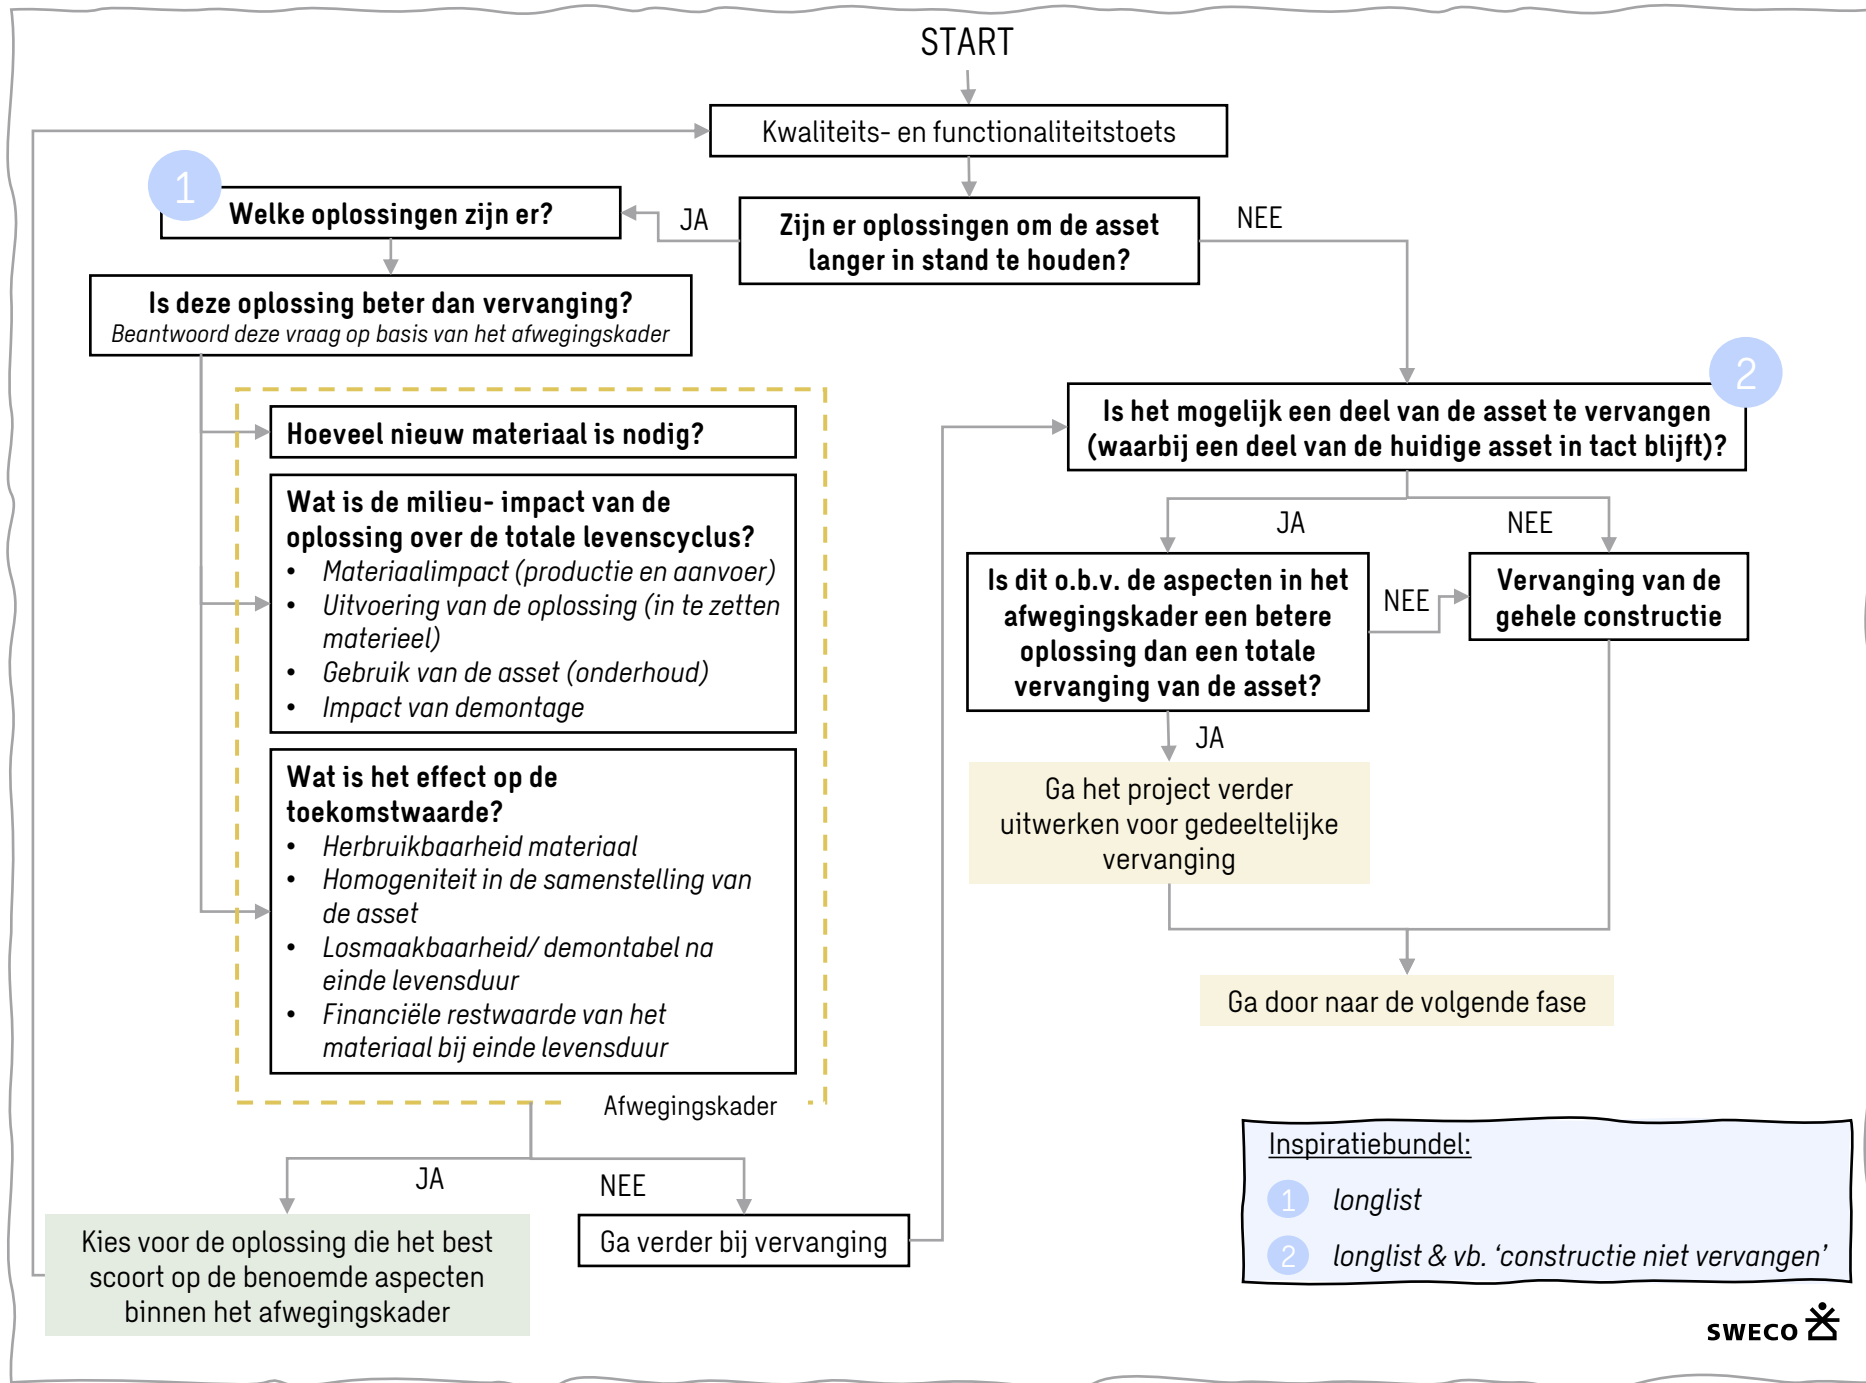 START
Kwaliteits- en functionaliteitstoets
1
Welke oplossingen zijn er?
JA
Zijn er oplossingen om de asset
langer in stand te houden?
NEE
Is deze oplossing beter dan vervanging?
Beantwoord deze vraag op basis van het afwegingskader
Hoeveel nieuw materiaal is nodig?
Wat is de milieu- impact van de
oplossing over de totale levenscyclus?
• Materiaalimpact (productie en aanvoer)
• Uitvoering van de oplossing (in te zetten
materieel)
• Gebruik van de asset (onderhoud)
• Impact van demontage
Wat is het effect op de
toekomstwaarde?
• Herbruikbaarheid materiaal
• Homogeniteit in de samenstelling van
de asset
• Losmaakbaarheid/ demontabel na
einde levensduur
• Financiële restwaarde van het
materiaal bij einde levensduur
Afwegingskader
JA
NEE
Kies voor de oplossing die het best
scoort op de benoemde aspecten
binnen het afwegingskader
Ga verder bij vervanging
2
Is het mogelijk een deel van de asset te vervangen
(waarbij een deel van de huidige asset in tact blijft)?
JA
NEE
Is dit o.b.v. de aspecten in het
afwegingskader een betere
oplossing dan een totale
vervanging van de asset?
NEE
Vervanging van de
gehele constructie
JA
Ga het project verder
uitwerken voor gedeeltelijke
vervanging
Ga door naar de volgende fase
Inspiratiebundel:
1 longlist
2 longlist & vb. ‘constructie niet vervangen’
SWECO